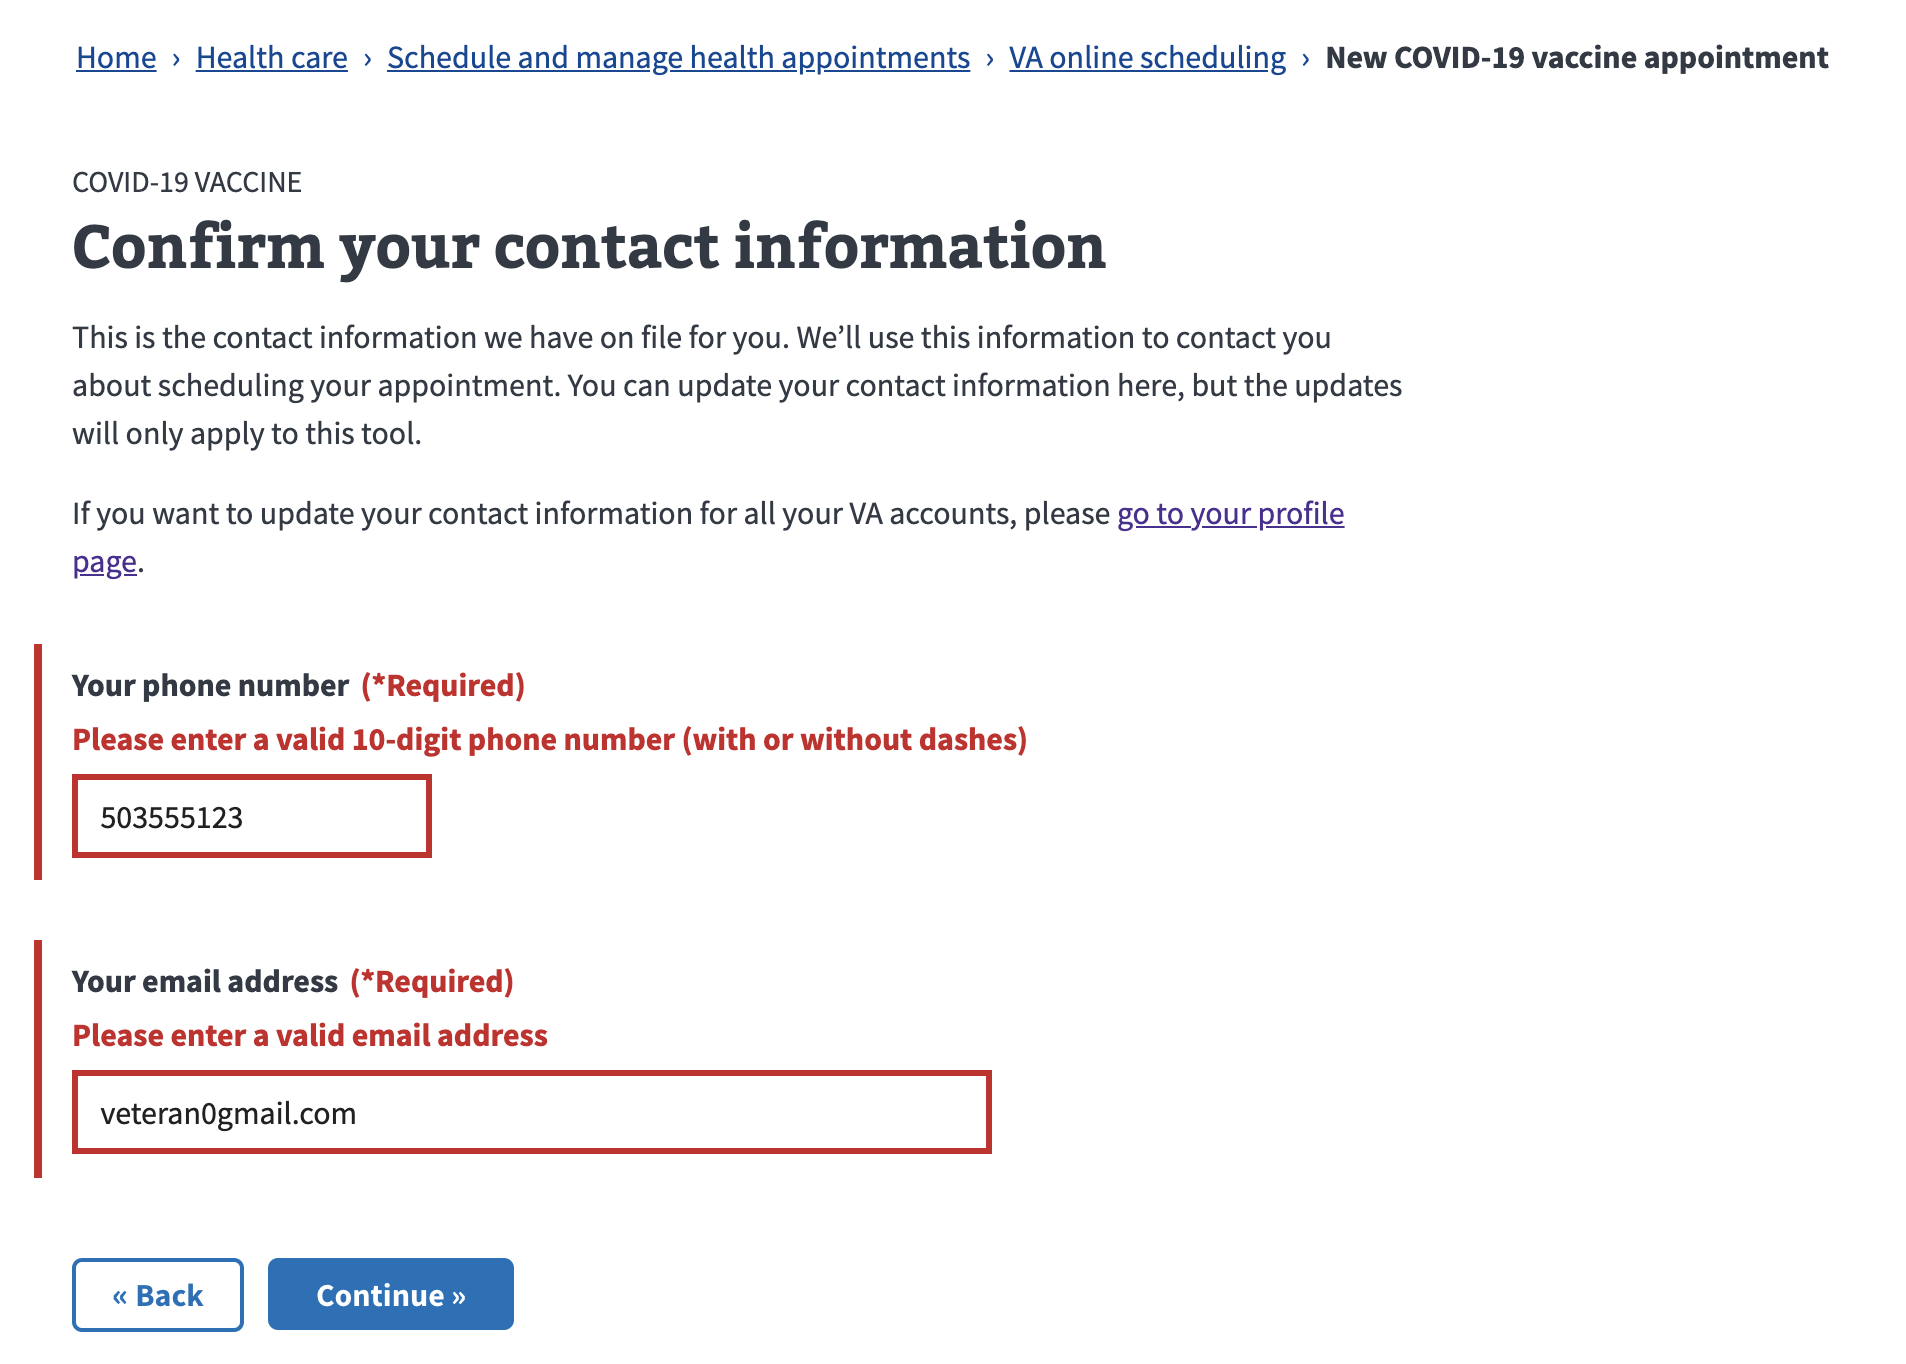 Home › Health care › Schedule and manage health appointments › VA online scheduling › New COVID-19 vaccine appointment
COVID-19 VACCINE
Confirm your contact information
This is the contact information we have on file for you. We’ll use this information to contact you
about scheduling your appointment. You can update your contact information here, but the updates
will only apply to this tool.
If you want to update your contact information for all your VA accounts, please go to your profile
page.
Your phone number (*Required)
Please enter a valid 10-digit phone number (with or without dashes)
503555123
Your email address (*Required)
Please enter a valid email address
veteran0gmail.com
« Back Continue »